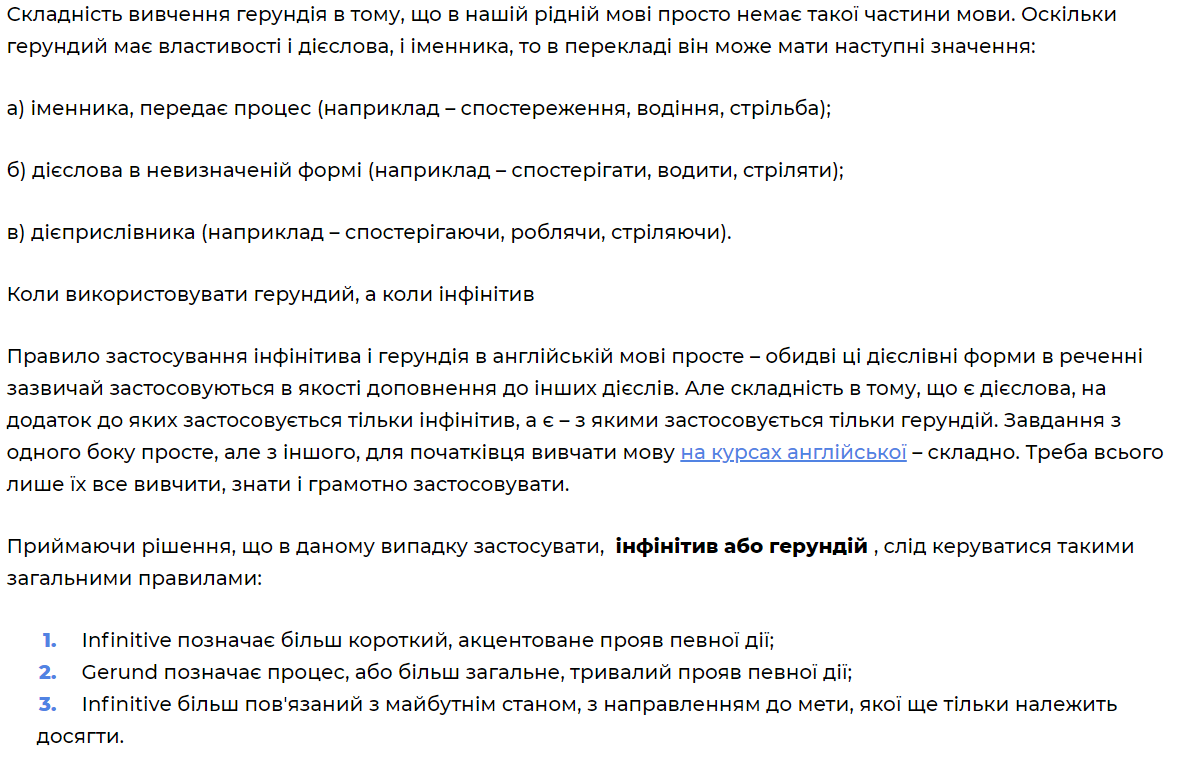 Складність вивчення герундія в тому, що в нашій рідній мові просто немає такої частини мови. Оскільки
герундий має властивості і дієслова, і іменника, то в перекладі він може мати наступні значення:
а) іменника, передає процес (наприклад – спостереження, водіння, стрільба);
б) дієслова в невизначеній формі (наприклад – спостерігати, водити, стріляти);
в) дієприслівника (наприклад – спостерігаючи, роблячи, стріляючи).
Коли використовувати герундий, а коли інфінітив
Правило застосування інфінітива і герундія в англійській мові просте – обидві ці дієслівні форми в реченні
зазвичай застосовуються в якості доповнення до інших дієслів. Але складність в тому, що є дієслова, на
додаток до яких застосовується тільки інфінітив, а є – з якими застосовується тільки герундій. Завдання з
одного боку просте, але з іншого, для початківця вивчати мову на курсах англійської – складно. Треба всього
лише їх все вивчити, знати і грамотно застосовувати.
Приймаючи рішення, що в даному випадку застосувати, інфінітив або герундій , слід керуватися такими
загальними правилами:
1. Infinitive позначає більш короткий, акцентоване прояв певної дії;
2. Gerund позначає процес, або більш загальне, тривалий прояв певної дії;
3. Infinitive більш пов'язаний з майбутнім станом, з направленням до мети, якої ще тільки належить
досягти.